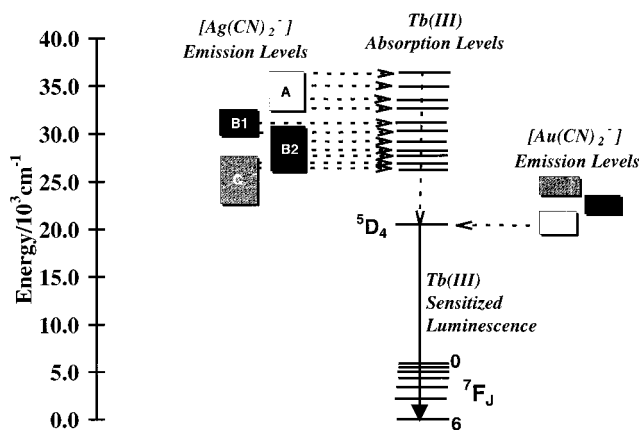 [Ag(CN)₂⁻]
Emission Levels
Tb(III)
Absorption Levels
40.0
35.0
30.0
25.0
20.0
15.0
10.0
5.0
0.0
Energy/10³cm⁻¹
A
B1
B2
C
[Au(CN)₂⁻]
Emission Levels
⁵D₄
Tb(III)
Sensitized
Luminescence
0
⁷F_J
6